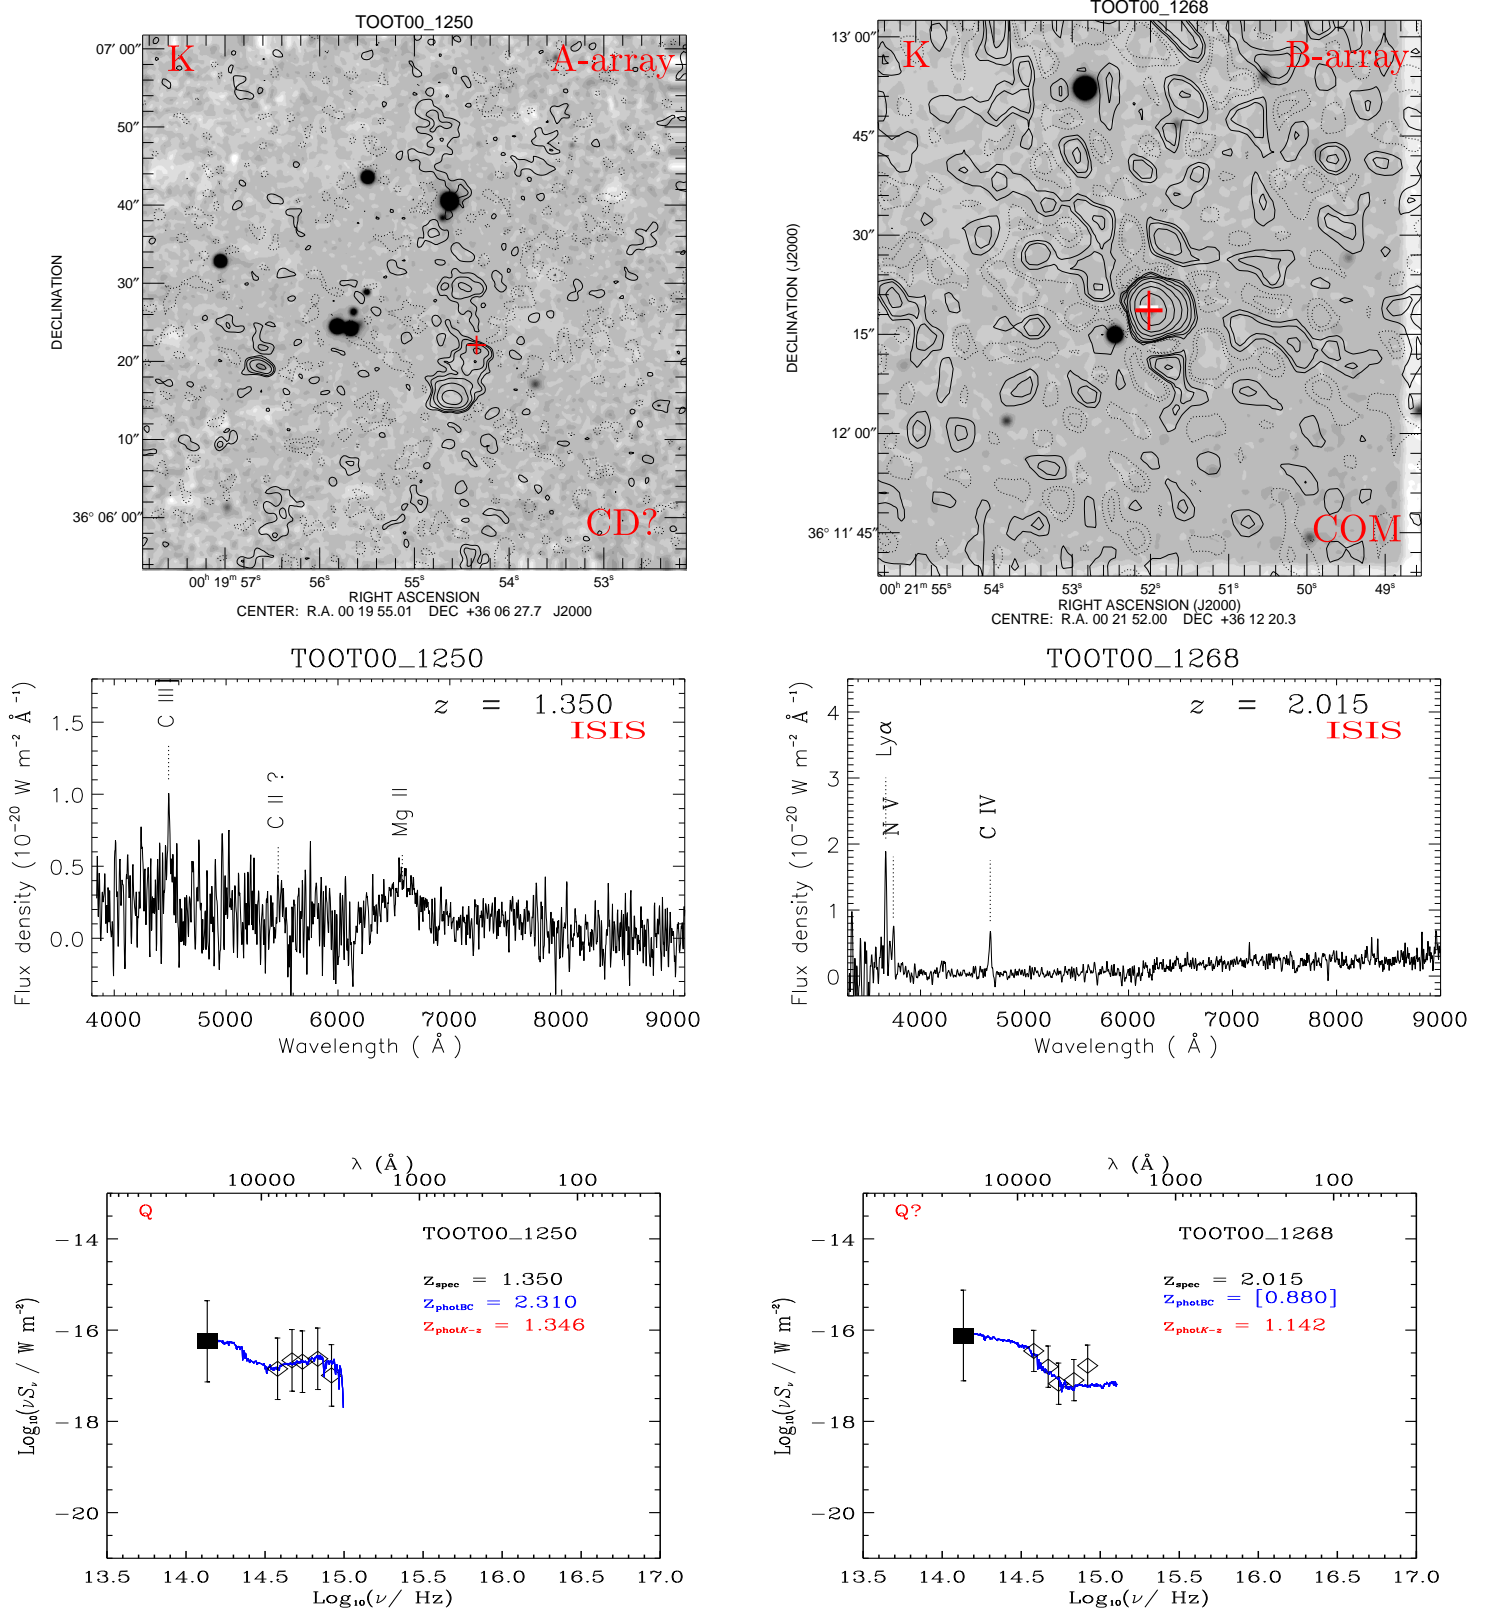 TOOT00_1250
K
A-array
CD?
DECLINATION
07' 00"
50"
40"
30"
20"
10"
36° 06' 00"
00h 19m 57s
56s
55s
54s
53s
RIGHT ASCENSION
CENTER: R.A. 00 19 55.01 DEC +36 06 27.7 J2000
TOOT00_1268
K
B-array
COM
DECLINATION (J2000)
13' 00"
45"
30"
15"
12' 00"
36° 11' 45"
00h 21m 55s
54s
53s
52s
51s
50s
49s
RIGHT ASCENSION (J2000)
CENTRE: R.A. 00 21 52.00 DEC +36 12 20.3
TOOT00_1250
z = 1.350
ISIS
C III]
C II ?
Mg II
Flux density (10−20 W m−2 Å −1)
1.5
1.0
0.5
0.0
4000 5000 6000 7000 8000 9000
Wavelength ( Å )
TOOT00_1268
z = 2.015
ISIS
Lyα
N V
C IV
Flux density (10−20 W m−2 Å −1)
4
3
2
1
0
4000 5000 6000 7000 8000 9000
Wavelength ( Å )
λ (Å)
10000 1000 100
Q
TOOT00_1250
zspec = 1.350
zphotBC = 2.310
zphotK−z = 1.346
Log10(νSν / W m−2)
−14
−16
−18
−20
13.5 14.0 14.5 15.0 15.5 16.0 16.5 17.0
Log10(ν/ Hz)
λ (Å)
10000 1000 100
Q?
TOOT00_1268
zspec = 2.015
zphotBC = [0.880]
zphotK−z = 1.142
Log10(νSν / W m−2)
−14
−16
−18
−20
13.5 14.0 14.5 15.0 15.5 16.0 16.5 17.0
Log10(ν/ Hz)